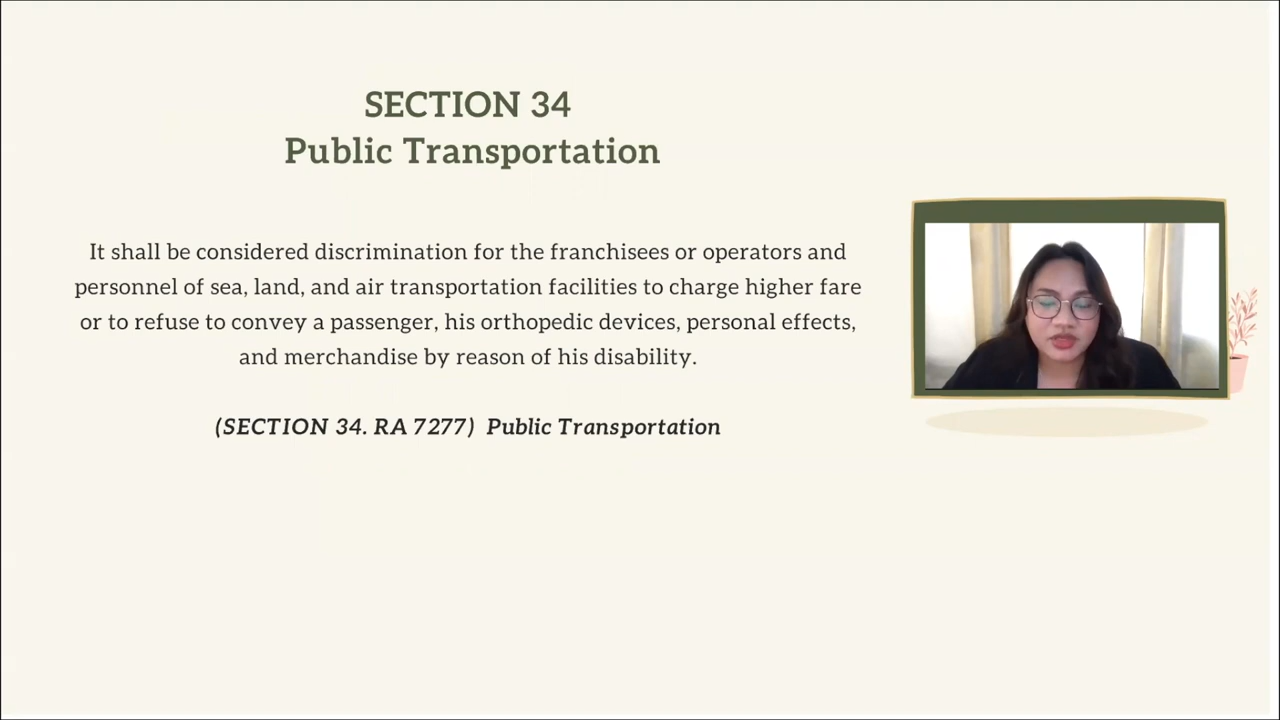 SECTION 34
Public Transportation
It shall be considered discrimination for the franchisees or operators and
personnel of sea, land, and air transportation facilities to charge higher fare
or to refuse to convey a passenger, his orthopedic devices, personal effects,
and merchandise by reason of his disability.
(SECTION 34. RA 7277) Public Transportation